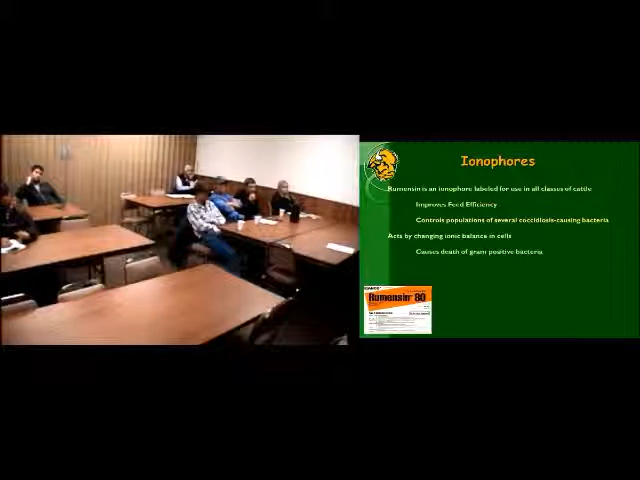 Ionophores
Rumensin is an ionophore labeled for use in all classes of cattle
Improves Feed Efficiency
Controls populations of several coccidiosis-causing bacteria
Acts by changing ionic balance in cells
Causes death of gram positive bacteria
ELANCO
Rumensin 80